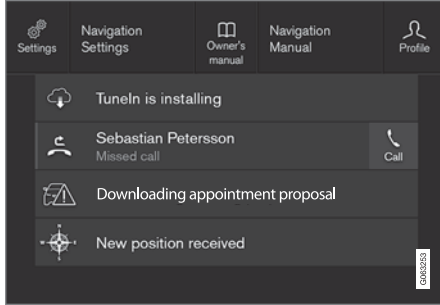 Settings
Navigation
Settings
Owner's
manual
Navigation
Manual
Profile
TuneIn is installing
Sebastian Petersson
Missed call
Call
Downloading appointment proposal
New position received
G063253